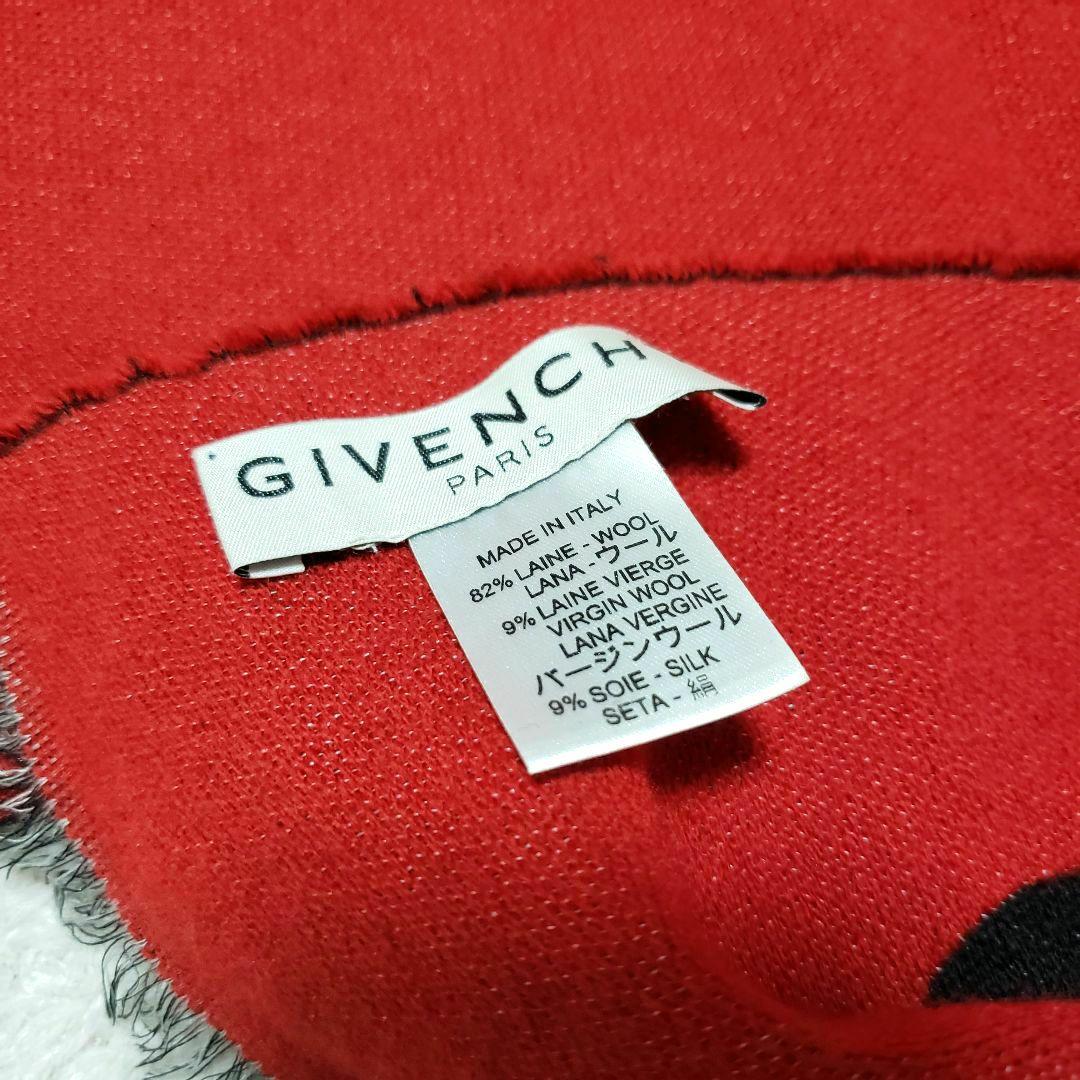 GIVENCH
PARIS
MADE IN ITALY
82% LAINE - WOOL
LANA - ウール
9% LAINE VIERGE
VIRGIN WOOL
LANA VERGINE
バージンウール
9% SOIE - SILK
SETA - 絹